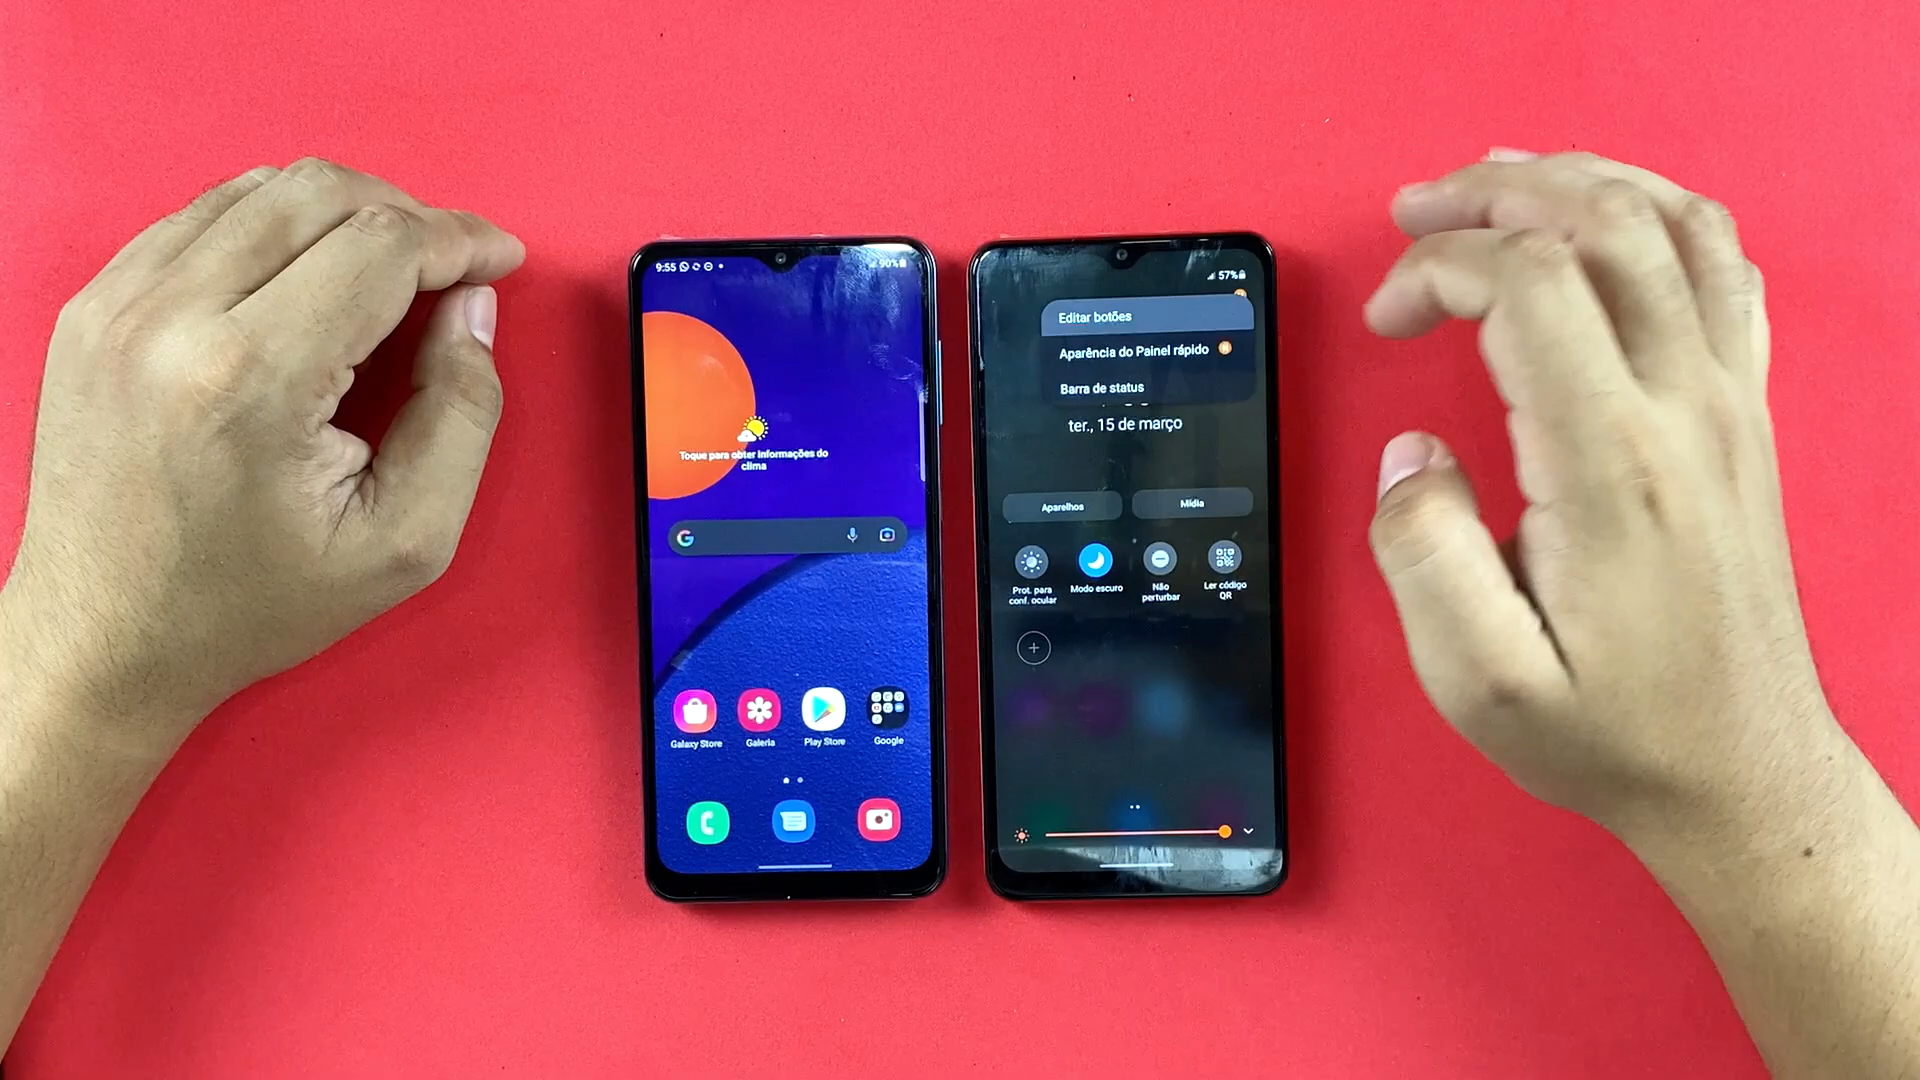 9:55
90%
Toque para obter informações do
clima
G
Galaxy Store
Galeria
Play Store
Google
57%
Editar botões
Aparência do Painel rápido
N
Barra de status
ter., 15 de março
Aparelhos
Mídia
Prot. para
conf. ocular
Modo escuro
Não
perturbar
Ler código
QR